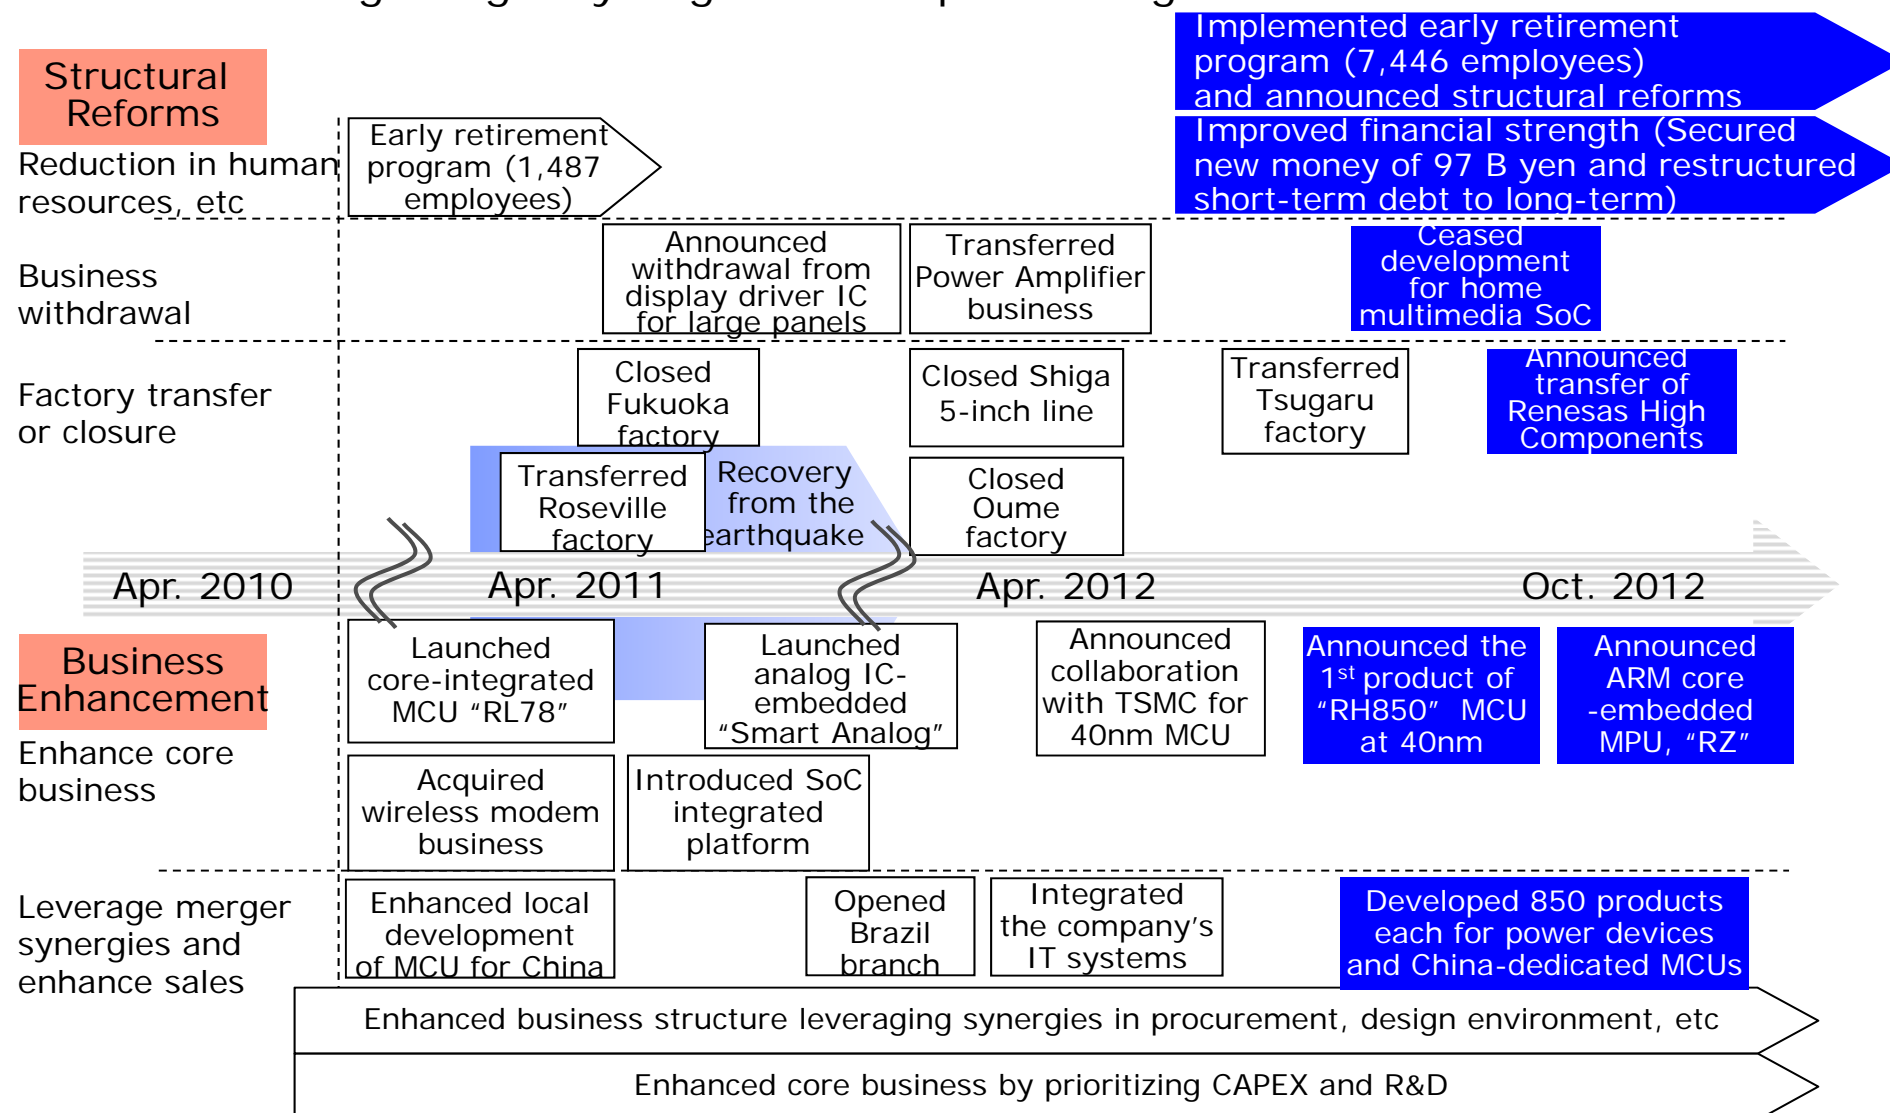 Implemented early retirement
program (7,446 employees)
and announced structural reforms
Structural
Reforms
Reduction in human
resources, etc
Early retirement
program (1,487
employees)
Improved financial strength (Secured
new money of 97 B yen and restructured
short-term debt to long-term)
Business
withdrawal
Announced
withdrawal from
display driver IC
for large panels
Transferred
Power Amplifier
business
Ceased
development
for home
multimedia SoC
Factory transfer
or closure
Closed
Fukuoka
factory
Closed Shiga
5-inch line
Transferred
Tsugaru
factory
Announced
transfer of
Renesas High
Components
Transferred
Roseville
factory
Recovery
from the
earthquake
Closed
Oume
factory
Apr. 2010
Apr. 2011
Apr. 2012
Oct. 2012
Business
Enhancement
Enhance core
business
Launched
core-integrated
MCU “RL78”
Launched
analog IC-
embedded
“Smart Analog”
Announced
collaboration
with TSMC for
40nm MCU
Announced the
1st product of
“RH850” MCU
at 40nm
Announced
ARM core
-embedded
MPU, “RZ”
Acquired
wireless modem
business
Introduced SoC
integrated
platform
Leverage merger
synergies and
enhance sales
Enhanced local
development
of MCU for China
Opened
Brazil
branch
Integrated
the company’s
IT systems
Developed 850 products
each for power devices
and China-dedicated MCUs
Enhanced business structure leveraging synergies in procurement, design environment, etc
Enhanced core business by prioritizing CAPEX and R&D